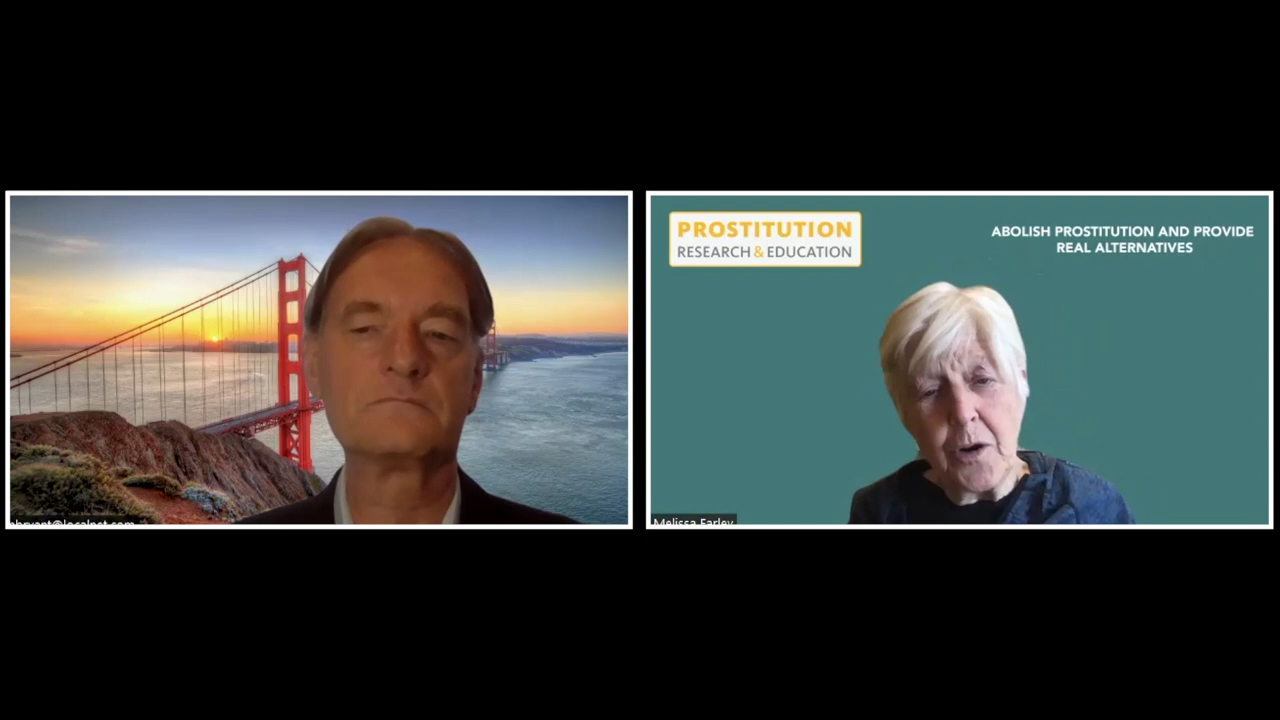 PROSTITUTION
RESEARCH & EDUCATION
ABOLISH PROSTITUTION AND PROVIDE
REAL ALTERNATIVES
Melissa Farley